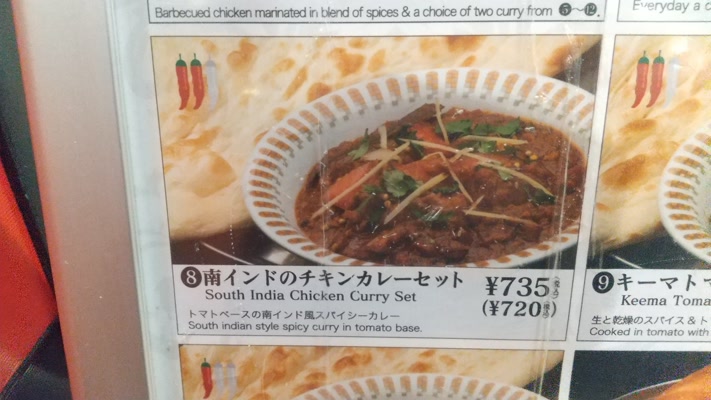 Barbecued chicken marinated in blend of spices & a choice of two curry from ❺~⓬.
Everyday a c
❽南インドのチキンカレーセット
South India Chicken Curry Set
¥735
(¥720
トマトベースの南インド風スパイシーカレー
South indian style spicy curry in tomato base.
❾キーマトマ
Keema Toma
生と乾燥のスパイス&ト
Cooked in tomato with